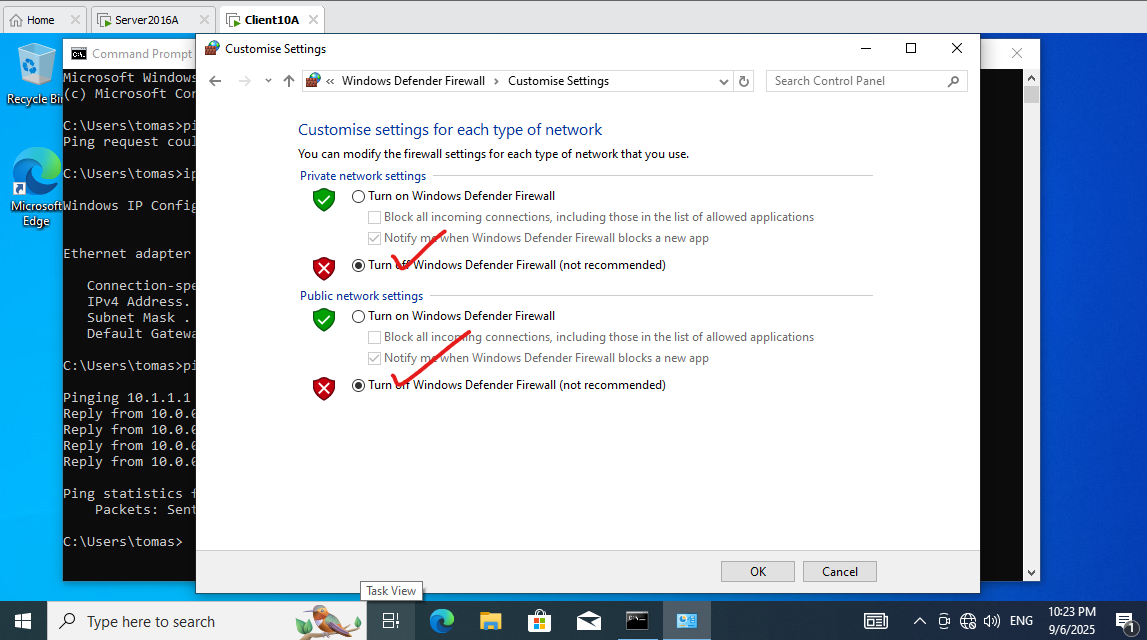 Home
Server2016A
Client10A
Recycle Bin
Microsoft Edge
Command Prompt
Microsoft Windows
(c) Microsoft Cor
C:\Users\tomas>pi
Ping request coul
C:\Users\tomas>ip
Windows IP Config
Ethernet adapter
Connection-spe
IPv4 Address.
Subnet Mask .
Default Gatewa
C:\Users\tomas>pi
Pinging 10.1.1.1
Reply from 10.0.0
Reply from 10.0.0
Reply from 10.0.0
Reply from 10.0.0
Ping statistics f
Packets: Sent
C:\Users\tomas>
Customise Settings
« Windows Defender Firewall > Customise Settings
Search Control Panel
Customise settings for each type of network
You can modify the firewall settings for each type of network that you use.
Private network settings
Turn on Windows Defender Firewall
Block all incoming connections, including those in the list of allowed applications
Notify me when Windows Defender Firewall blocks a new app
Turn off Windows Defender Firewall (not recommended)
Public network settings
Turn on Windows Defender Firewall
Block all incoming connections, including those in the list of allowed applications
Notify me when Windows Defender Firewall blocks a new app
Turn off Windows Defender Firewall (not recommended)
OK
Cancel
Task View
Type here to search
ENG
10:23 PM
9/6/2025
1